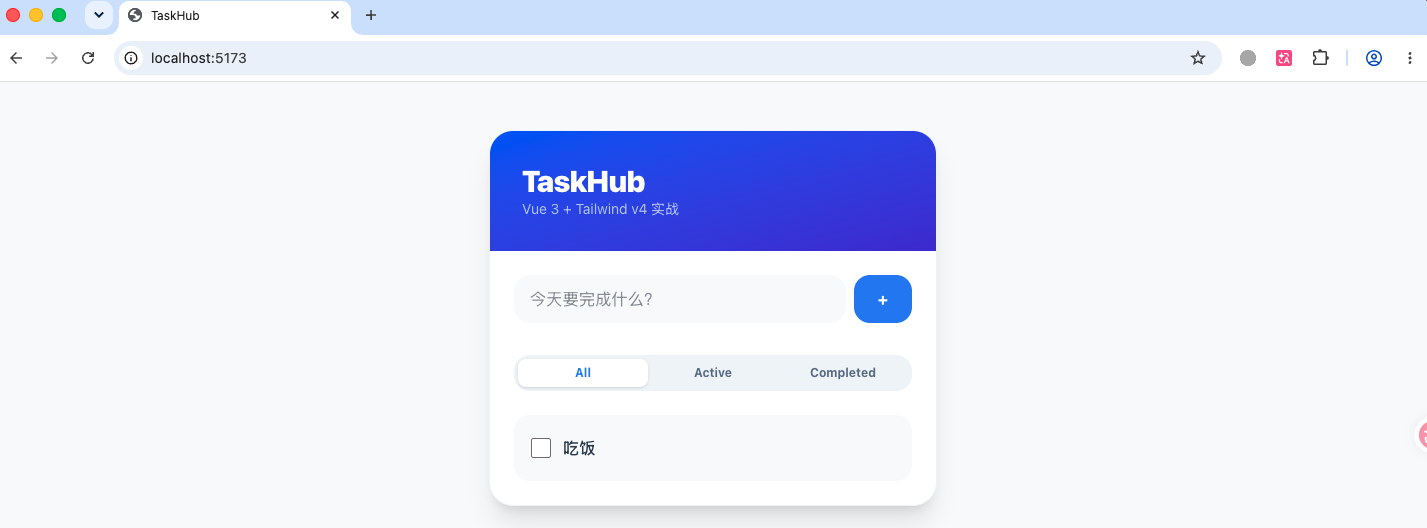 TaskHub
localhost:5173
TaskHub
Vue 3 + Tailwind v4 实战
今天要完成什么?
+
All
Active
Completed
吃饭